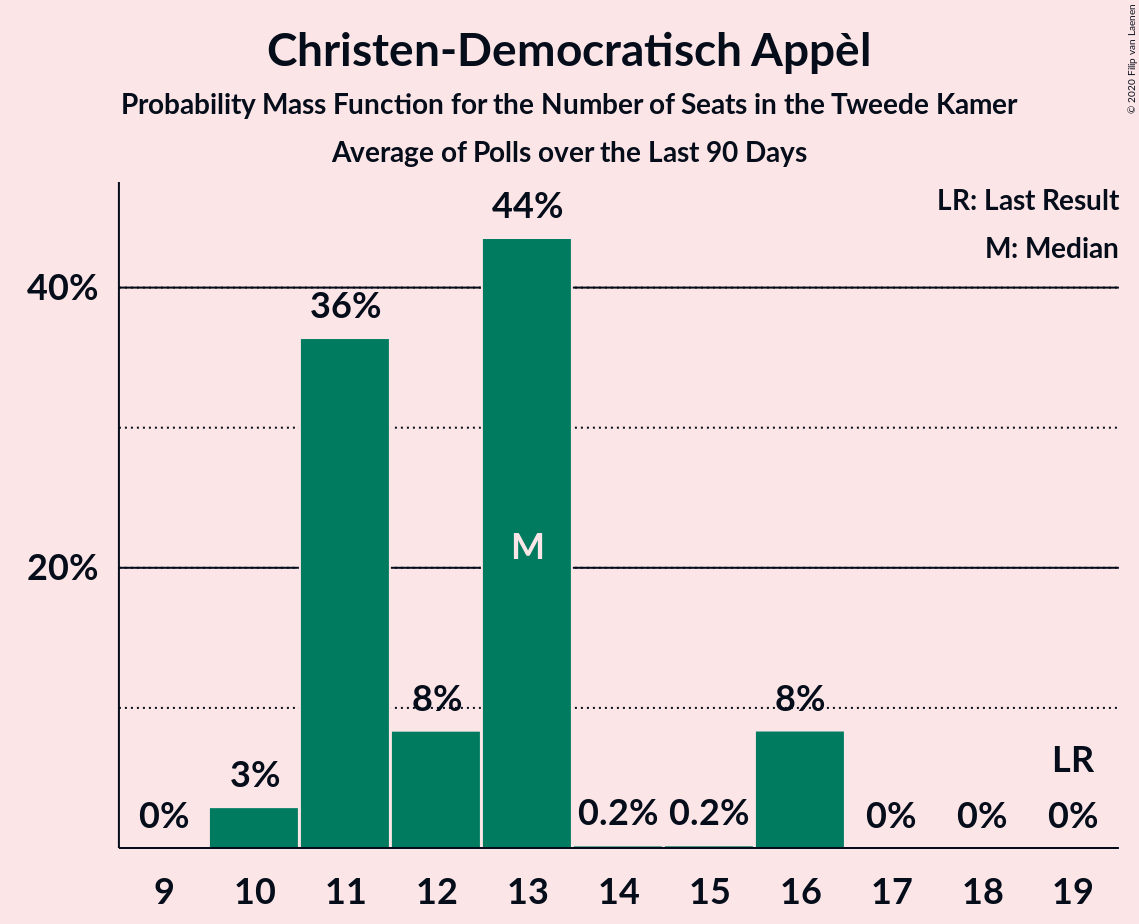 Christen-Democratisch Appèl
Probability Mass Function for the Number of Seats in the Tweede Kamer
Average of Polls over the Last 90 Days
© 2020 Filip van Laenen
LR: Last Result
M: Median
44%
40%
36%
M
20%
8%
8%
3%
LR
0%
0.2%
0.2%
0%
0%
0%
9 10 11 12 13 14 15 16 17 18 19